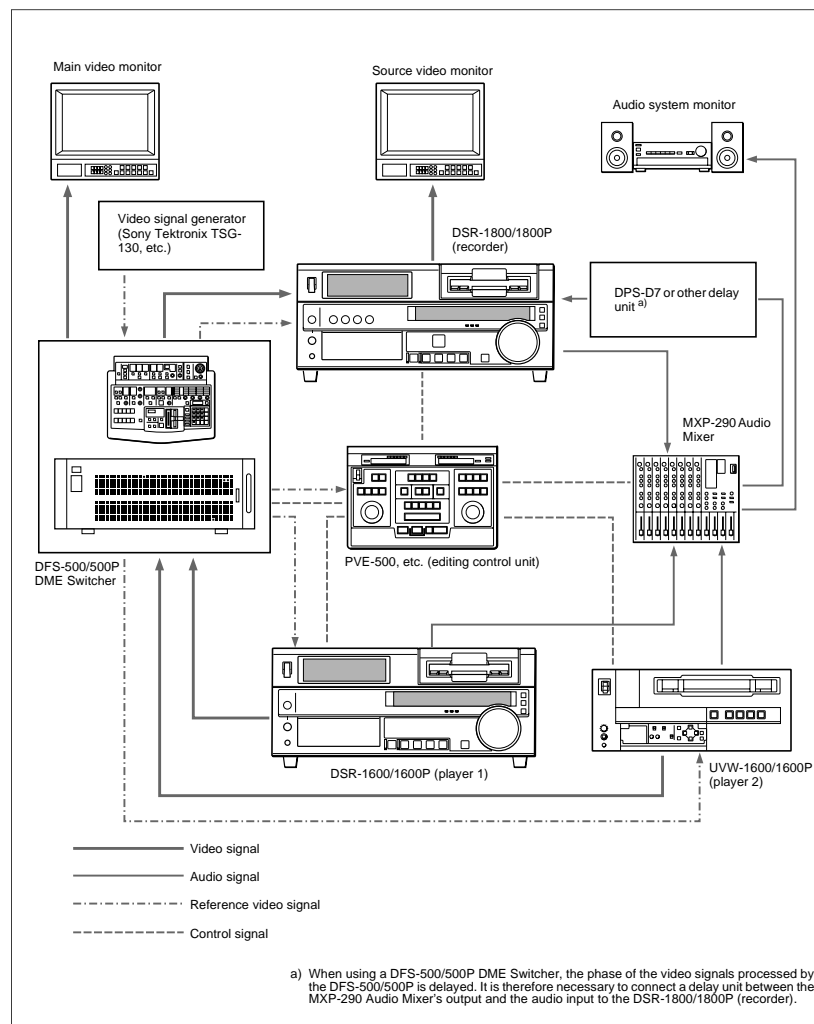 Main video monitor
Source video monitor
Audio system monitor
Video signal generator
(Sony Tektronix TSG-
130, etc.)
DSR-1800/1800P
(recorder)
DPS-D7 or other delay
unit a)
MXP-290 Audio
Mixer
DFS-500/500P
DME Switcher
PVE-500, etc. (editing control unit)
DSR-1600/1600P (player 1)
UVW-1600/1600P
(player 2)
Video signal
Audio signal
Reference video signal
Control signal
a) When using a DFS-500/500P DME Switcher, the phase of the video signals processed by
the DFS-500/500P is delayed. It is therefore necessary to connect a delay unit between the
MXP-290 Audio Mixer's output and the audio input to the DSR-1800/1800P (recorder).